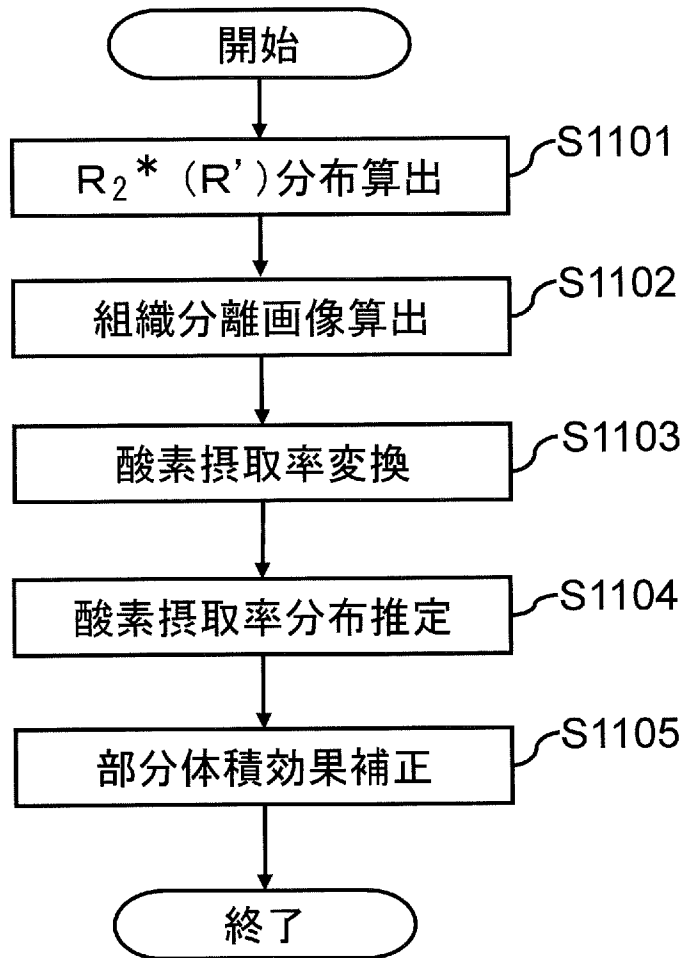 開始
S1101
R₂* (R')分布算出
S1102
組織分離画像算出
S1103
酸素摂取率変換
S1104
酸素摂取率分布推定
S1105
部分体積効果補正
終了